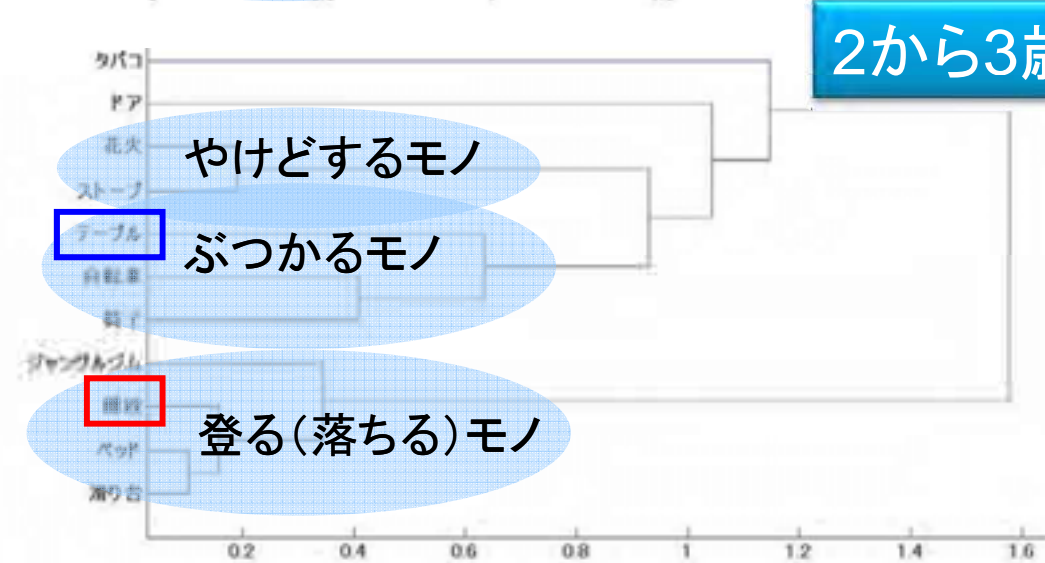 2から3歳
タバコ
ドア
花火
やけどするモノ
ストーブ
テーブル
ぶつかるモノ
自転車
椅子
ジャングルジム
階段
登る（落ちる）モノ
ベッド
滑り台
0.2 0.4 0.6 0.8 1 1.2 1.4 1.6